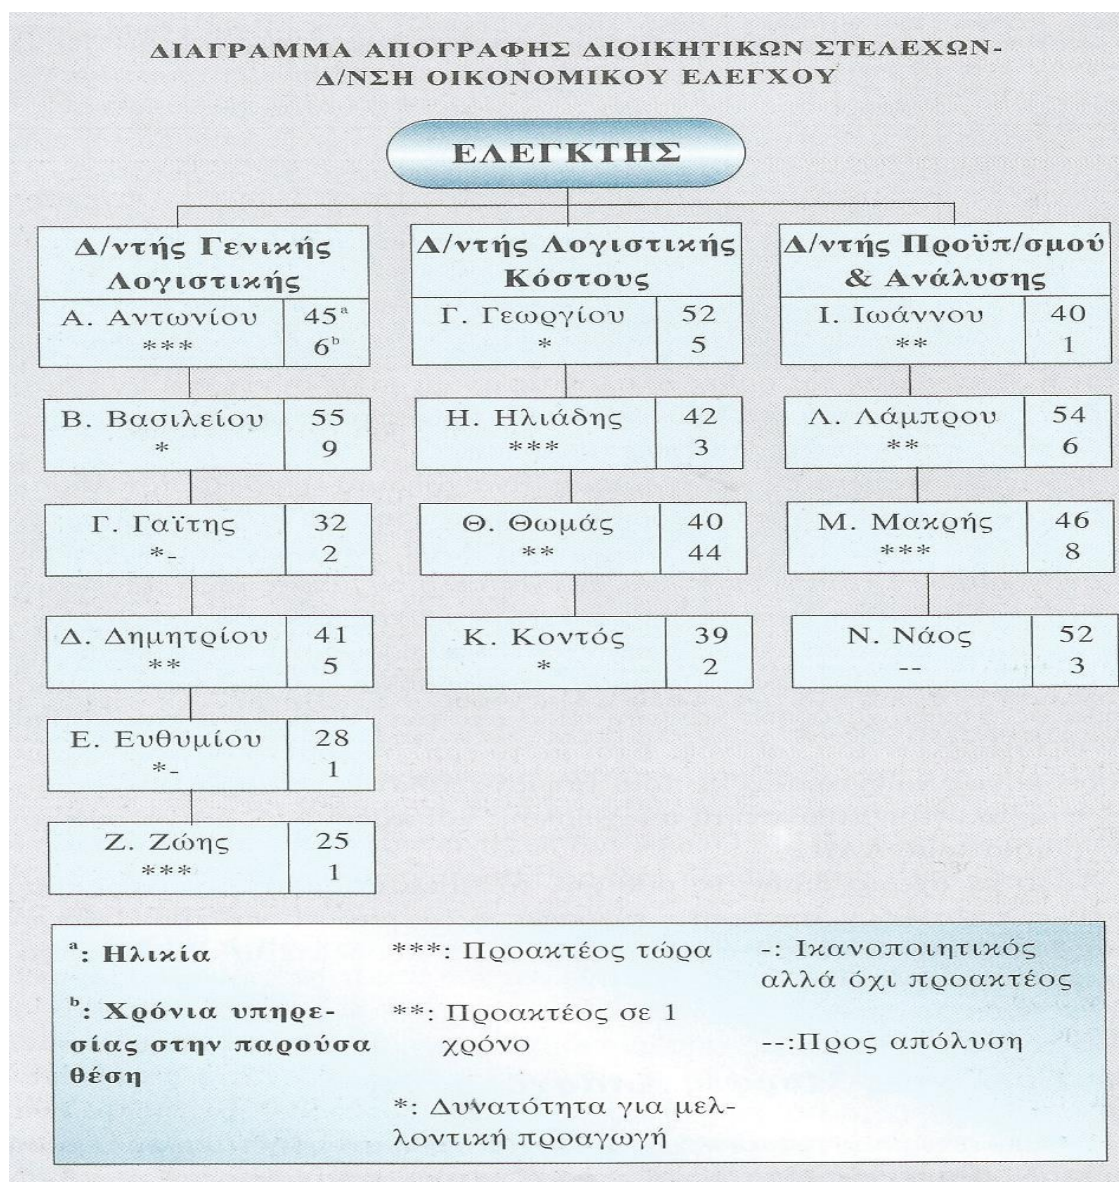 ΔΙΑΓΡΑΜΜΑ ΑΠΟΓΡΑΦΗΣ ΔΙΟΙΚΗΤΙΚΩΝ ΣΤΕΛΕΧΩΝ-
Δ/ΝΣΗ ΟΙΚΟΝΟΜΙΚΟΥ ΕΛΕΓΧΟΥ
ΕΛΕΓΚΤΗΣ
Δ/ντής Γενικής
Λογιστικής
Α. Αντωνίου 45ᵃ
*** 6ᵇ
Β. Βασιλείου 55
* 9
Γ. Γαϊτης 32
*- 2
Δ. Δημητρίου 41
** 5
Ε. Ευθυμίου 28
*- 1
Ζ. Ζώης 25
*** 1
Δ/ντής Λογιστικής
Κόστους
Γ. Γεωργίου 52
* 5
Η. Ηλιάδης 42
*** 3
Θ. Θωμάς 40
** 44
Κ. Κοντός 39
* 2
Δ/ντής Προϋπ/σμού
& Ανάλυσης
Ι. Ιωάννου 40
** 1
Λ. Λάμπρου 54
** 6
Μ. Μακρής 46
*** 8
Ν. Νάος 52
-- 3
ᵃ: Ηλικία
ᵇ: Χρόνια υπηρε-
σίας στην παρούσα
θέση
***: Προακτέος τώρα
**: Προακτέος σε 1
χρόνο
*: Δυνατότητα για μελ-
λοντική προαγωγή
-: Ικανοποιητικός
αλλά όχι προακτέος
--:Προς απόλυση